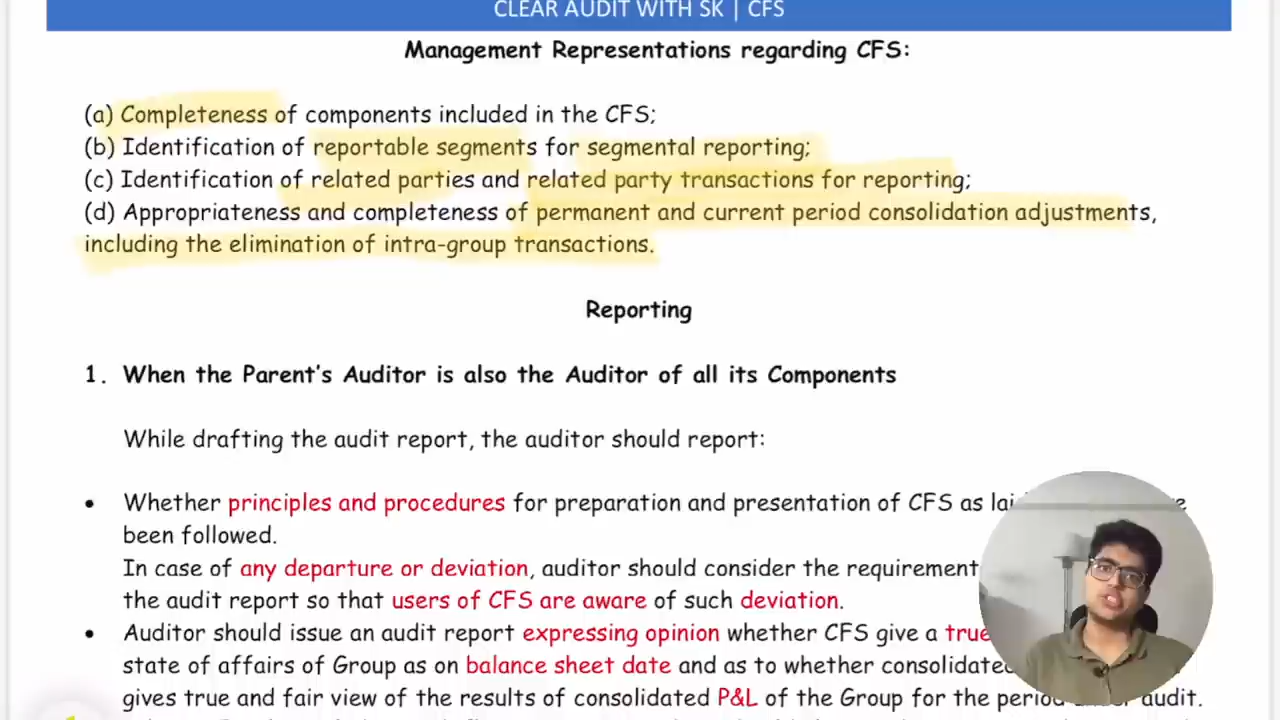 CLEAR AUDIT WITH SK | CFS
Management Representations regarding CFS:
(a) Completeness of components included in the CFS;
(b) Identification of reportable segments for segmental reporting;
(c) Identification of related parties and related party transactions for reporting;
(d) Appropriateness and completeness of permanent and current period consolidation adjustments,
including the elimination of intra-group transactions.
Reporting
1. When the Parent's Auditor is also the Auditor of all its Components
While drafting the audit report, the auditor should report:
• Whether principles and procedures for preparation and presentation of CFS as
been followed.
In case of any departure or deviation, auditor should consider the requirement
the audit report so that users of CFS are aware of such deviation.
• Auditor should issue an audit report expressing opinion whether CFS give a true
state of affairs of Group as on balance sheet date and as to whether consolidated
gives true and fair view of the results of consolidated P&L of the Group for the period audit.